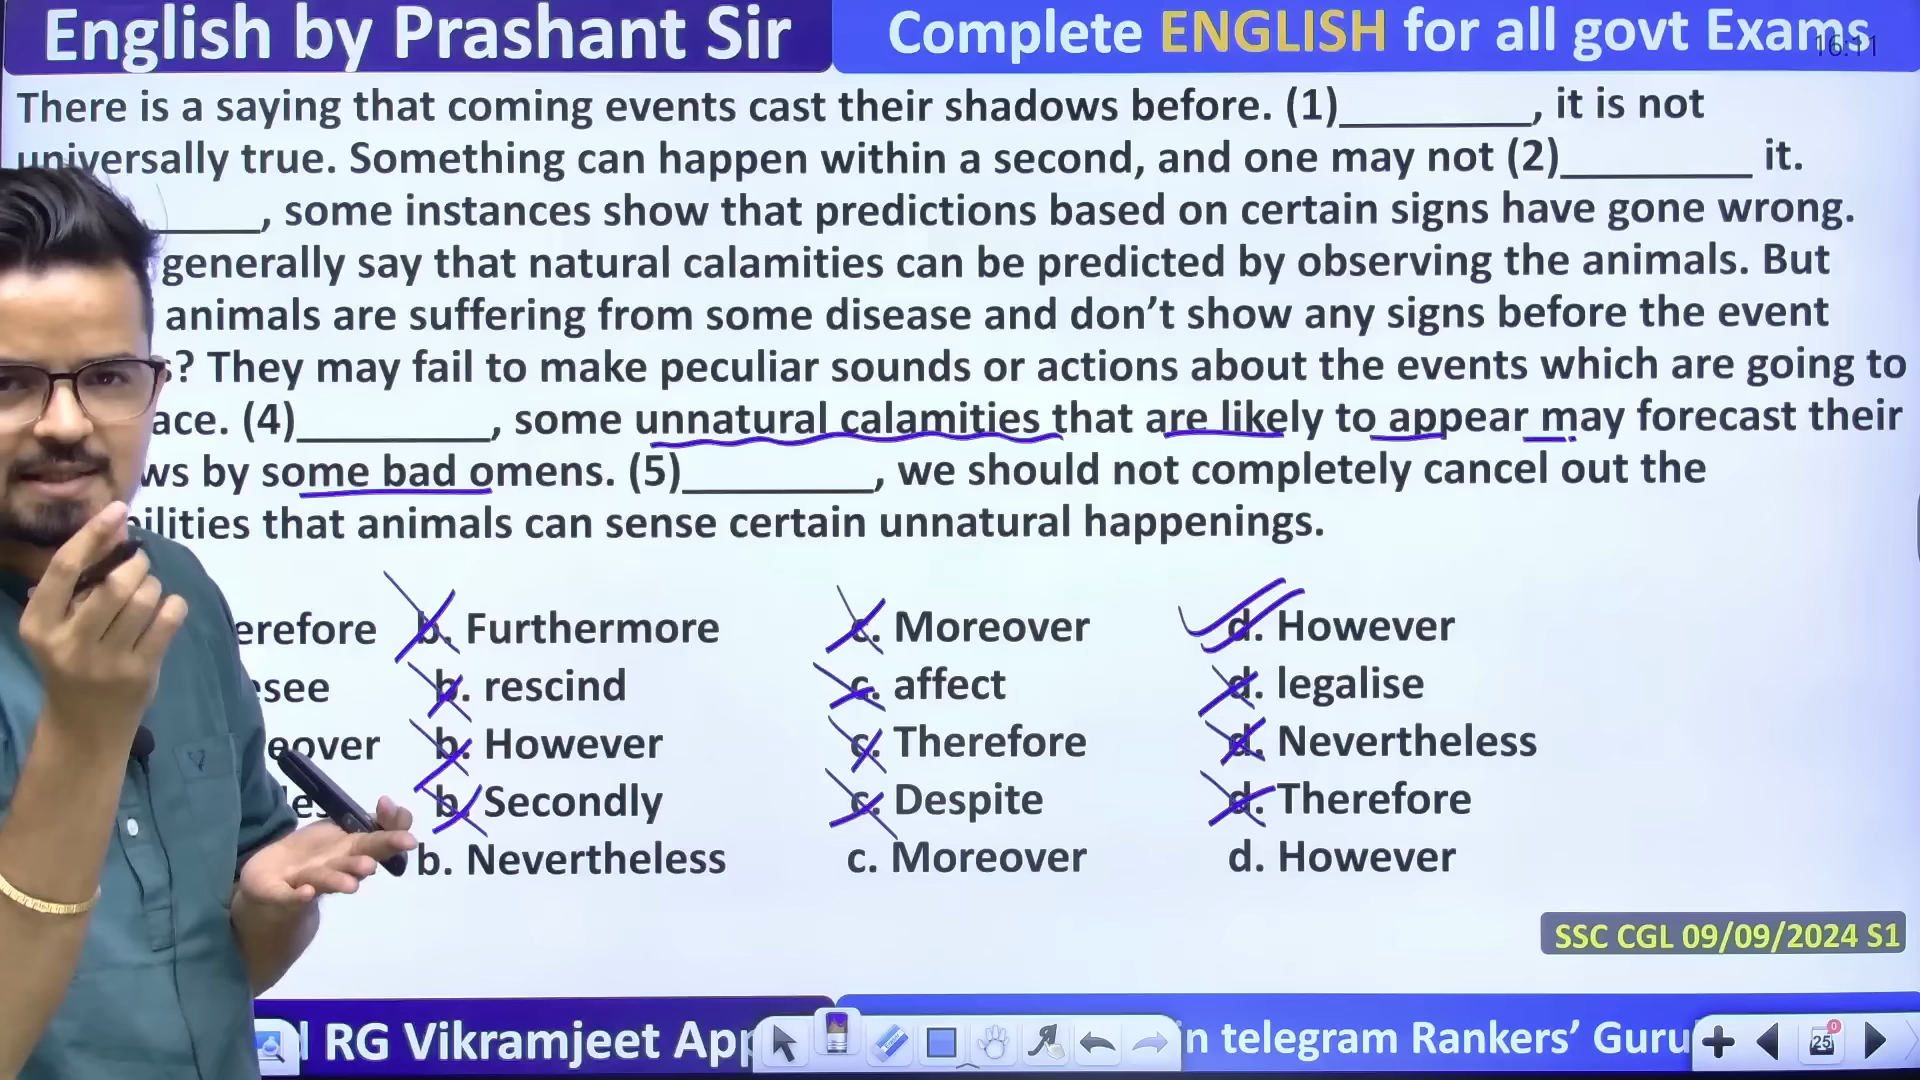 English by Prashant Sir
Complete ENGLISH for all govt Exams
16:11
There is a saying that coming events cast their shadows before. (1)________, it is not
universally true. Something can happen within a second, and one may not (2)________ it.
________, some instances show that predictions based on certain signs have gone wrong.
generally say that natural calamities can be predicted by observing the animals. But
animals are suffering from some disease and don’t show any signs before the event
s? They may fail to make peculiar sounds or actions about the events which are going to
ace. (4)________, some unnatural calamities that are likely to appear may forecast their
ws by some bad omens. (5)________, we should not completely cancel out the
ilities that animals can sense certain unnatural happenings.
erefore b. Furthermore c. Moreover d. However
esee b. rescind c. affect d. legalise
eover b. However c. Therefore d. Nevertheless
b. Secondly c. Despite d. Therefore
b. Nevertheless c. Moreover d. However
SSC CGL 09/09/2024 S1
RG Vikramjeet App
in telegram Rankers’ Guru
25
0